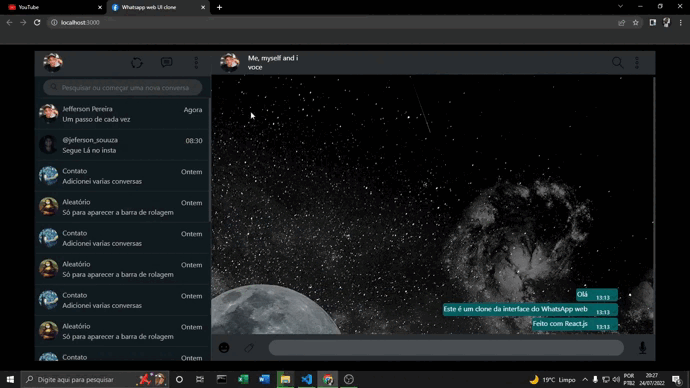 YouTube
Whatsapp web UI clone
localhost:3000
Me, myself and i
voce
Pesquisar ou começar uma nova conversa
Jefferson Pereira
Agora
Um passo de cada vez
@jeferson_souuza
08:30
Segue Lá no insta
Contato
Ontem
Adicionei varias conversas
Aleatório
Ontem
Só para aparecer a barra de rolagem
Contato
Ontem
Adicionei varias conversas
Aleatório
Ontem
Só para aparecer a barra de rolagem
Contato
Ontem
Adicionei varias conversas
Aleatório
Ontem
Só para aparecer a barra de rolagem
Contato
Ontem
Olá 13:13
Este é um clone da interface do WhatsApp web 13:13
Feito com React.js 13:13
Digite aqui para pesquisar
19°C Limpo
POR
PTB2
20:27
24/07/2022